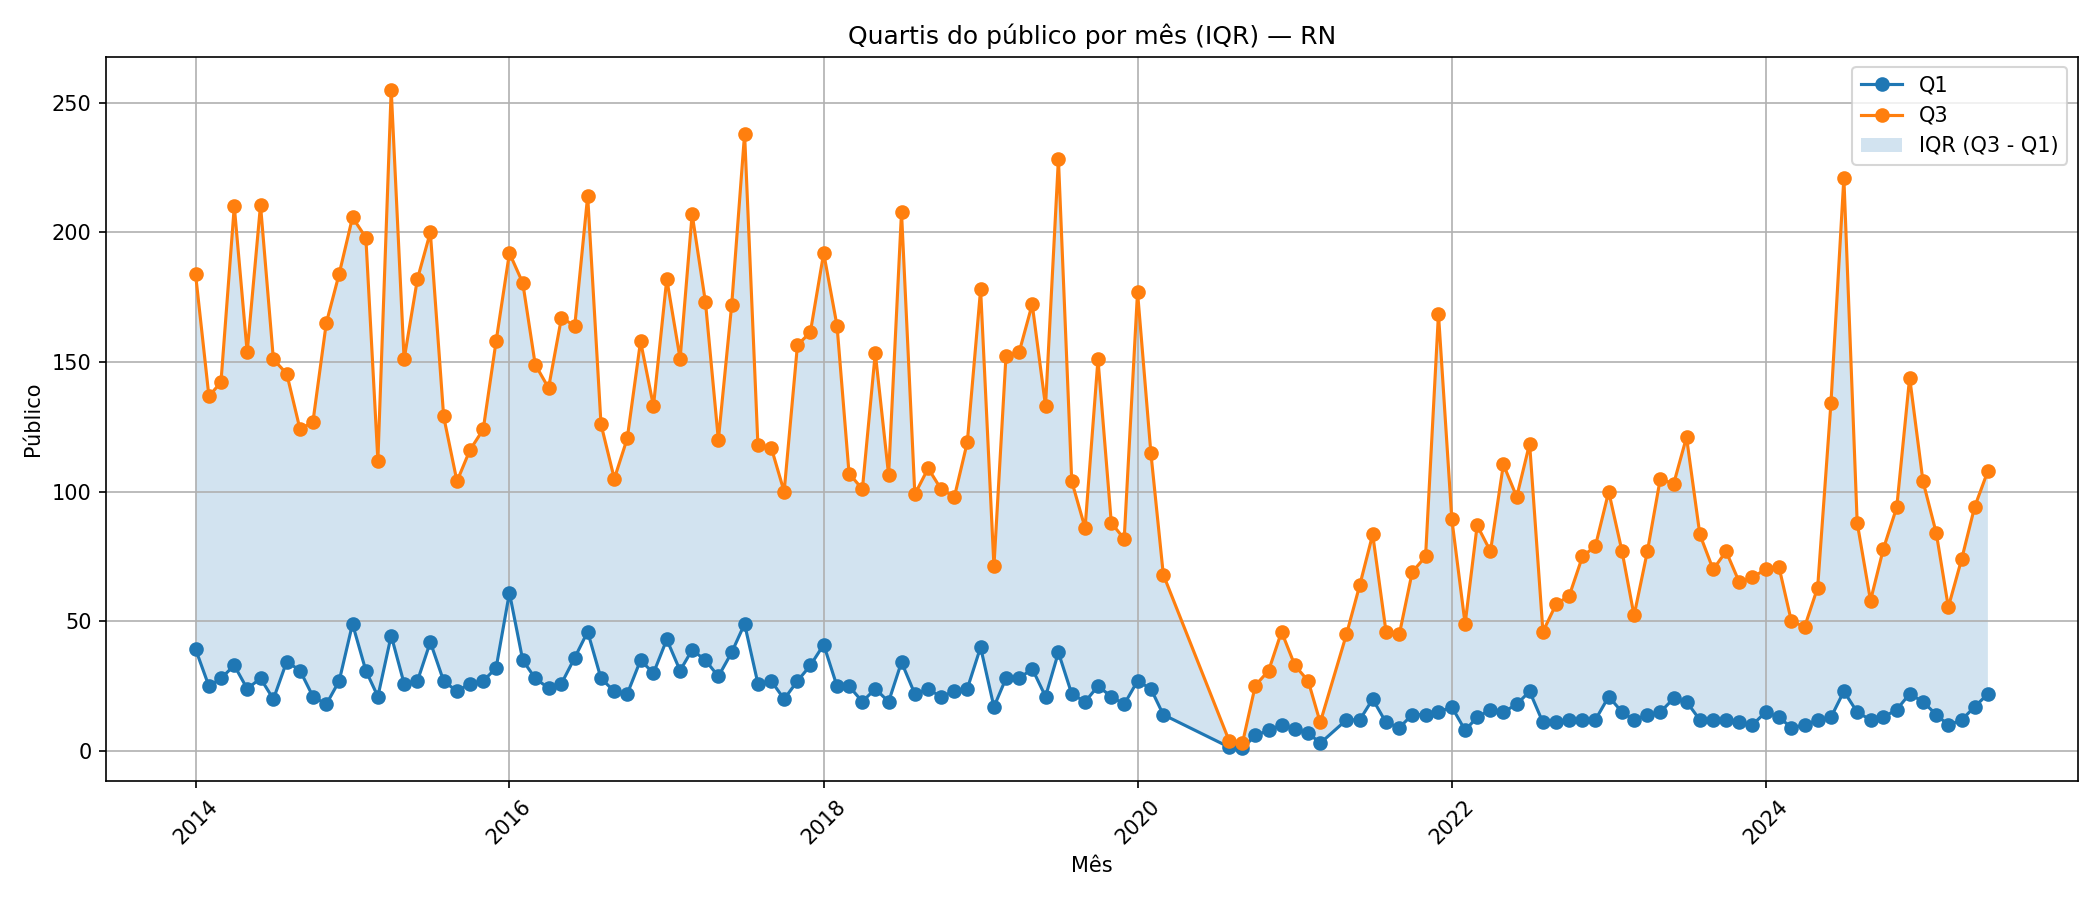 Quartis do público por mês (IQR) — RN
Q1
Q3
IQR (Q3 - Q1)
Público
250
200
150
100
50
0
2014
2016
2018
2020
2022
2024
Mês